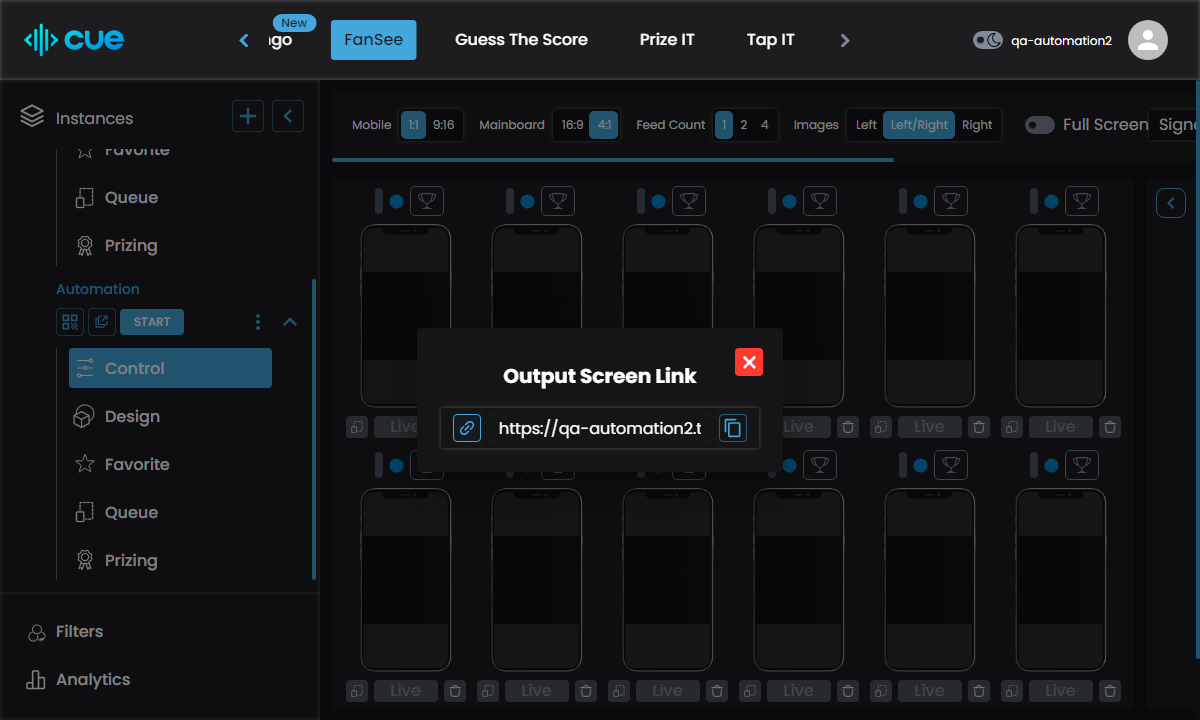 cue
New
ngo
FanSee
Guess The Score
Prize IT
Tap IT
qa-automation2
Instances
Favorite
Queue
Prizing
Automation
START
Control
Design
Favorite
Queue
Prizing
Filters
Analytics
Mobile 1:1 9:16
Mainboard 16:9 4:1
Feed Count 1 2 4
Images Left Left/Right Right
Full Screen
Signa
Output Screen Link
https://qa-automation2.t
Live Live Live Live
Live Live Live Live Live Live